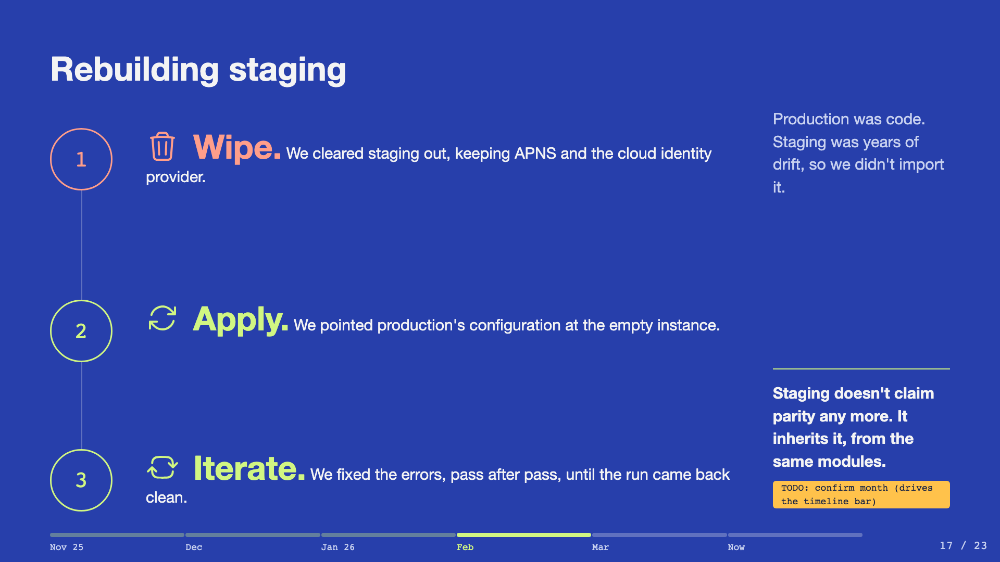 Rebuilding staging
1
Wipe. We cleared staging out, keeping APNS and the cloud identity
provider.
2
Apply. We pointed production's configuration at the empty instance.
3
Iterate. We fixed the errors, pass after pass, until the run came back
clean.
Production was code.
Staging was years of
drift, so we didn't import
it.
Staging doesn't claim
parity any more. It
inherits it, from the
same modules.
TODO: confirm month (drives
the timeline bar)
Nov 25 Dec Jan 26 Feb Mar Now
17 / 23